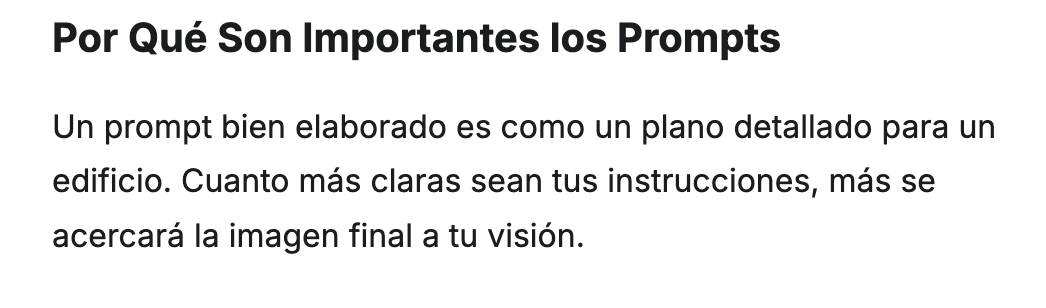 Por Qué Son Importantes los Prompts
Un prompt bien elaborado es como un plano detallado para un
edificio. Cuanto más claras sean tus instrucciones, más se
acercará la imagen final a tu visión.